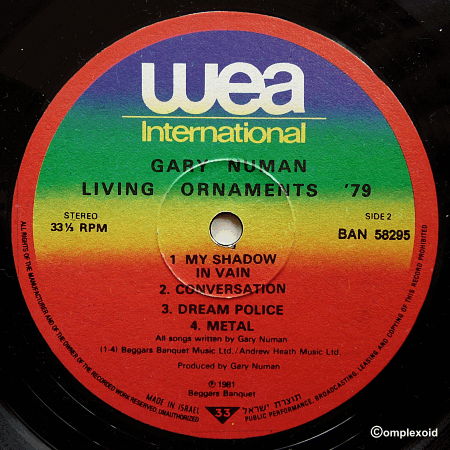 wea
International
GARY NUMAN
LIVING ORNAMENTS '79
STEREO
33⅓ RPM
SIDE 2
BAN 58295
1 MY SHADOW
IN VAIN
2. CONVERSATION
3. DREAM POLICE
4. METAL
All songs written by Gary Numan
(1-4) Beggars Banquet Music Ltd./Andrew Heath Music Ltd.
Produced by Gary Numan
℗ 1981
Beggars Banquet
ALL RIGHTS OF THE MANUFACTURER AND OF THE OWNER OF THE RECORDED WORK RESERVED, UNAUTHORIZED
PUBLIC PERFORMANCE, BROADCASTING, LEASING AND COPYING OF THIS RECORD PROHIBITED
MADE IN ISRAEL
33
תוצרת ישראל
©omplexoid